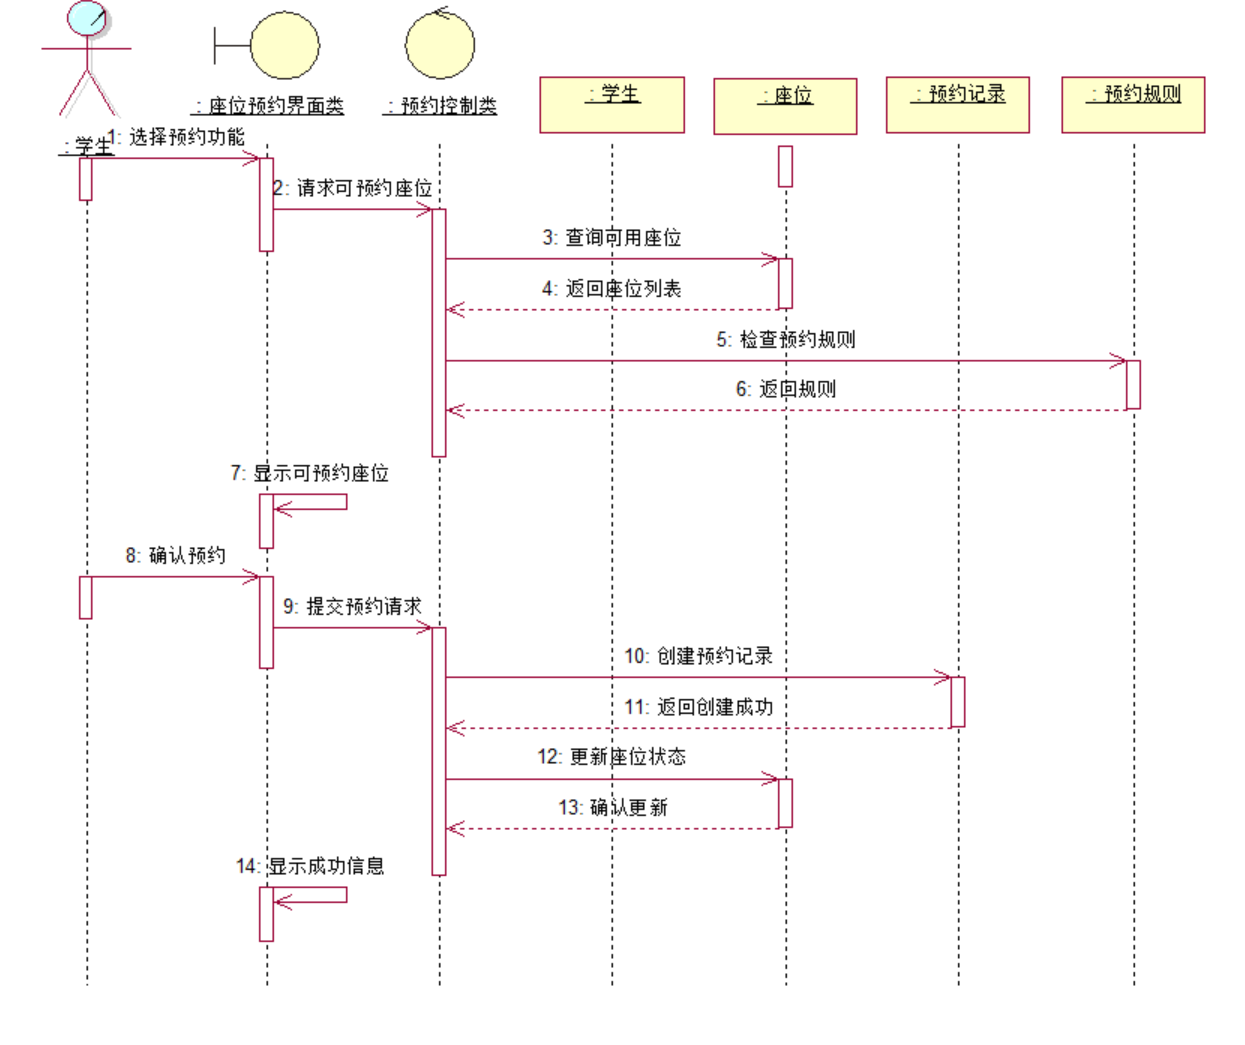 : 座位预约界面类
: 预约控制类
: 学生
: 座位
: 预约记录
: 预约规则
: 学生
1: 选择预约功能
2: 请求可预约座位
3: 查询可用座位
4: 返回座位列表
5: 检查预约规则
6: 返回规则
7: 显示可预约座位
8: 确认预约
9: 提交预约请求
10: 创建预约记录
11: 返回创建成功
12: 更新座位状态
13: 确认更新
14: 显示成功信息